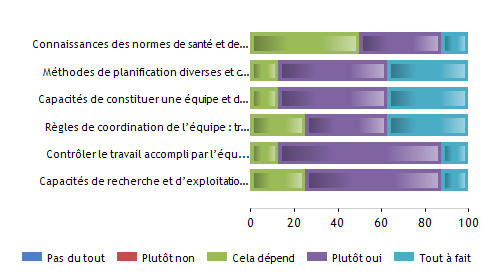 Connaissances des normes de santé et de...
Méthodes de planification diverses et c...
Capacités de constituer une équipe et d...
Règles de coordination de l'équipe : tr...
Contrôler le travail accompli par l'équ...
Capacités de recherche et d'exploitatio...
0 20 40 60 80 100
Pas du tout Plutôt non Cela dépend Plutôt oui Tout à fait